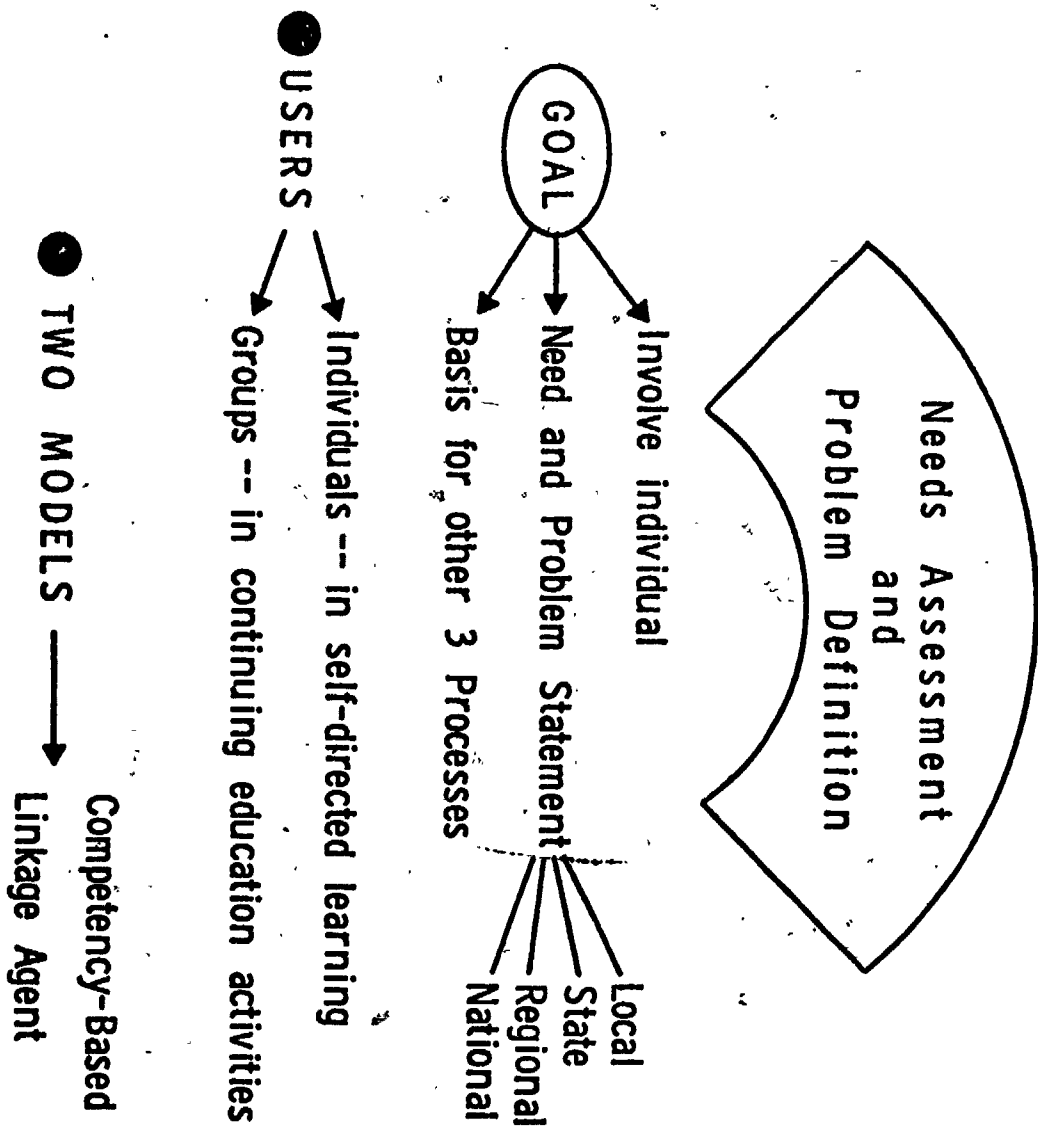 Needs Assessment
and
Problem Definition
GOAL
Involve individual
Need and Problem Statement
Local
State
Regional
National
Basis for other 3 Processes
USERS
Individuals -- in self-directed learning
Groups -- in continuing education activities
TWO MODELS
Competency-Based
Linkage Agent